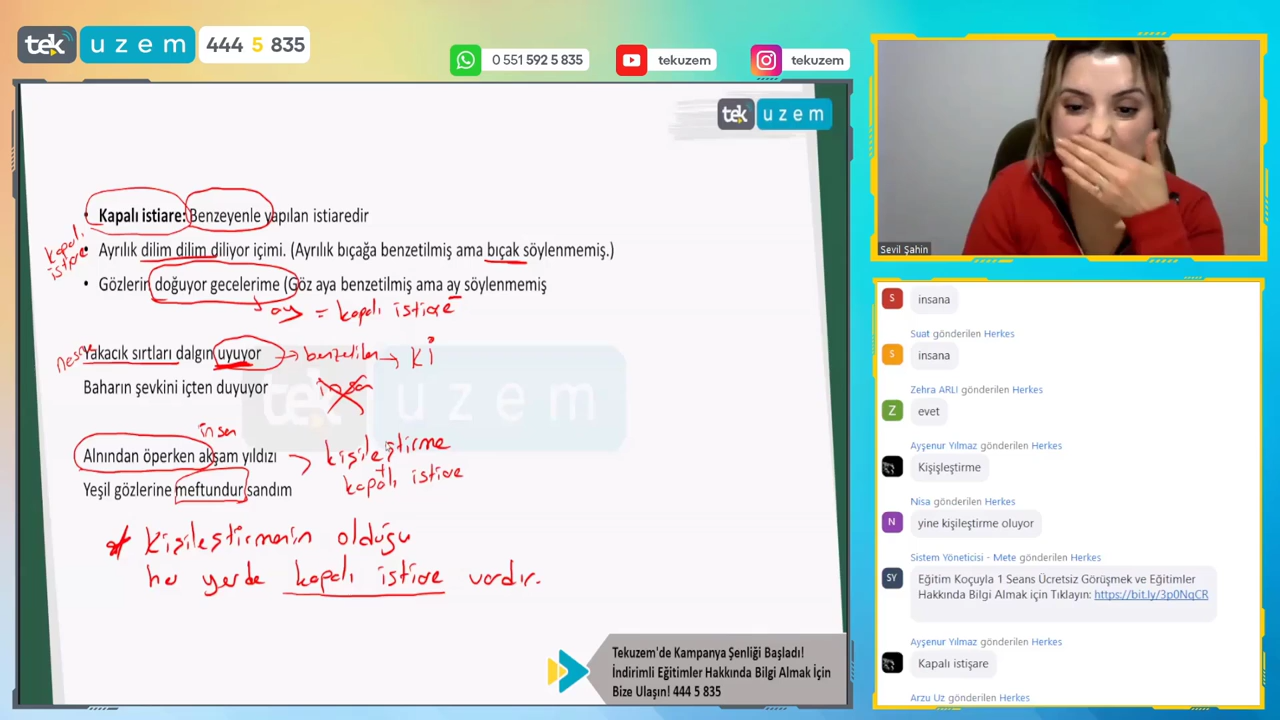 tek uzem 444 5 835
0 551 592 5 835
tekuzem
tekuzem
tek uzem
• Kapalı istiare: Benzeyenle yapılan istiaredir
kapalı istiare
• Ayrılık dilim dilim diliyor içimi. (Ayrılık bıçağa benzetilmiş ama bıçak söylenmemiş.)
• Gözlerin doğuyor gecelerime (Göz aya benzetilmiş ama ay söylenmemiş
ay = kapalı istiare
Yakacık sırtları dalgın uyuyor → benzetilen → Kİ
Baharın şevkini içten duyuyor
insan
tek uzem
insan
Alnından öperken akşam yıldızı
kişileştirme
+
kapalı istiare
Yeşil gözlerine meftundur sandım
* Kişileştirmenin olduğu
her yerde kapalı istiare vardır.
Tekuzem'de Kampanya Şenliği Başladı!
İndirimli Eğitimler Hakkında Bilgi Almak İçin
Bize Ulaşın! 444 5 835
Sevil Şahin
S insana
Suat gönderilen Herkes
S insana
Zehra ARLI gönderilen Herkes
Z evet
Ayşenur Yılmaz gönderilen Herkes
Kişişleştirme
Nisa gönderilen Herkes
N yine kişileştirme oluyor
Sistem Yöneticisi - Mete gönderilen Herkes
SY Eğitim Koçuyla 1 Seans Ücretsiz Görüşmek ve Eğitimler
Hakkında Bilgi Almak için Tıklayın: https://bit.ly/3p0NqCR
Ayşenur Yılmaz gönderilen Herkes
Kapalı istişare
Arzu Uz gönderilen Herkes